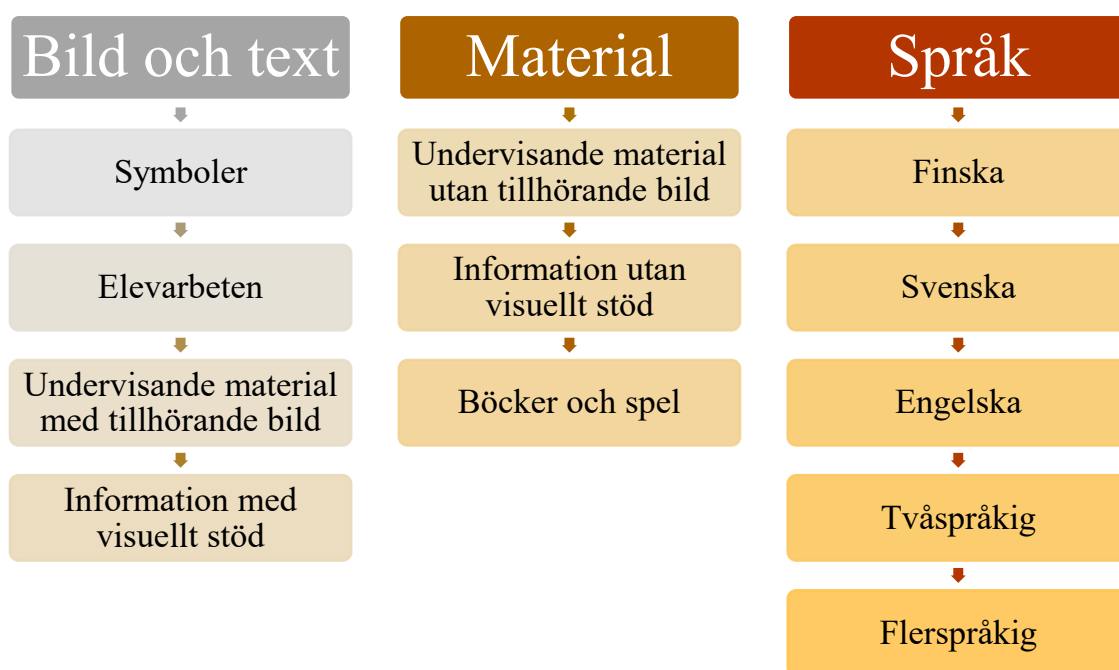 Bild och text
Symboler
Elevarbeten
Undervisande material
med tillhörande bild
Information med
visuellt stöd
Material
Undervisande material
utan tillhörande bild
Information utan
visuellt stöd
Böcker och spel
Språk
Finska
Svenska
Engelska
Tvåspråkig
Flerspråkig